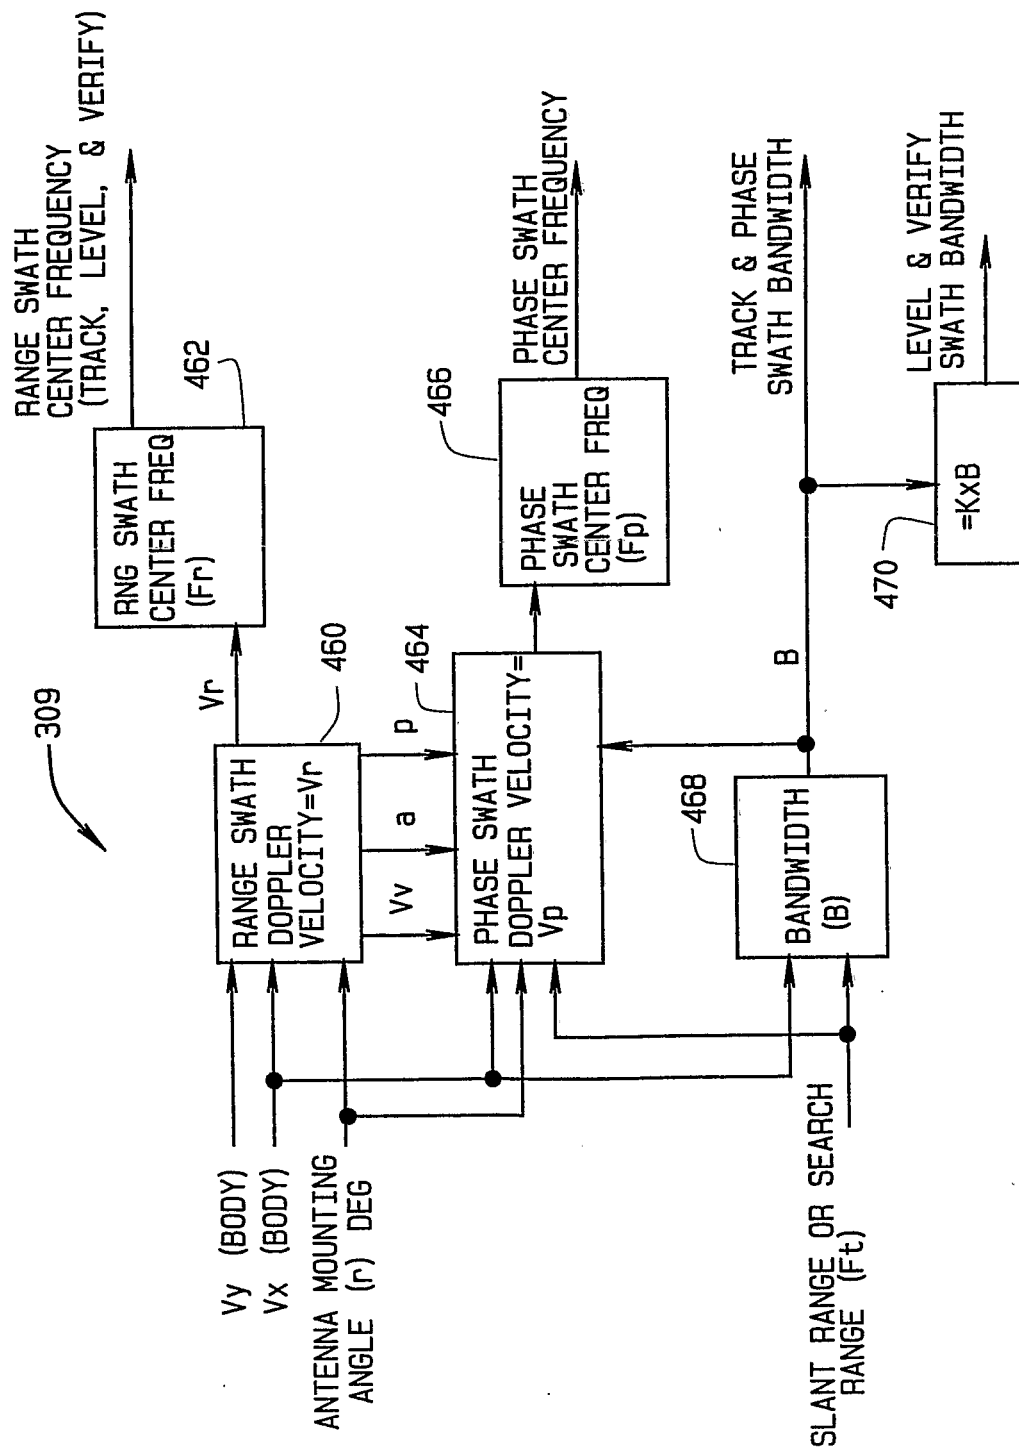 309
Vy (BODY)
Vx (BODY)
ANTENNA MOUNTING
ANGLE (r) DEG
SLANT RANGE OR SEARCH
RANGE (Ft)
RANGE SWATH
DOPPLER
VELOCITY=Vr
460
Vr
RNG SWATH
CENTER FREQ
(Fr)
462
RANGE SWATH
CENTER FREQUENCY
(TRACK, LEVEL, & VERIFY)
Vv
a
p
PHASE SWATH
DOPPLER VELOCITY=
Vp
464
PHASE
SWATH
CENTER FREQ
(Fp)
466
PHASE SWATH
CENTER FREQUENCY
BANDWIDTH
(B)
468
B
TRACK & PHASE
SWATH BANDWIDTH
=KxB
470
LEVEL & VERIFY
SWATH BANDWIDTH